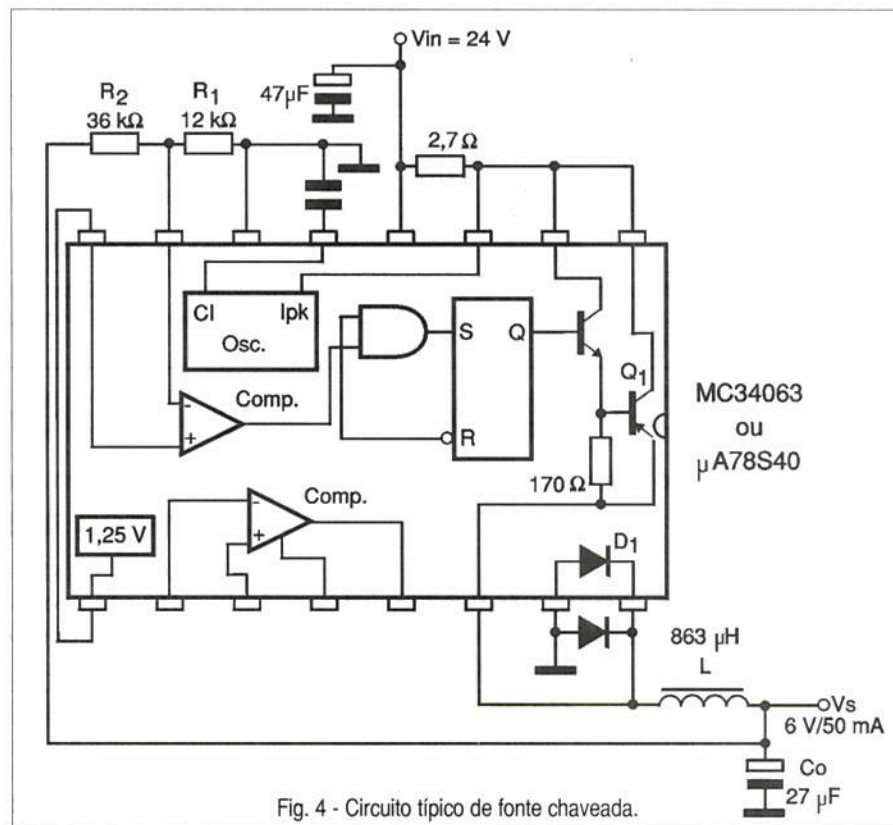 Vin = 24 V
R2
36 kΩ
R1
12 kΩ
47µF
2,7 Ω
CI
Ipk
Osc.
S
Q
R
Q1
Comp.
170 Ω
MC34063
ou
µA78S40
Comp.
1,25 V
D1
863 µH
L
Vs
6 V/50 mA
Co
27 µF
Fig. 4 - Circuito típico de fonte chaveada.